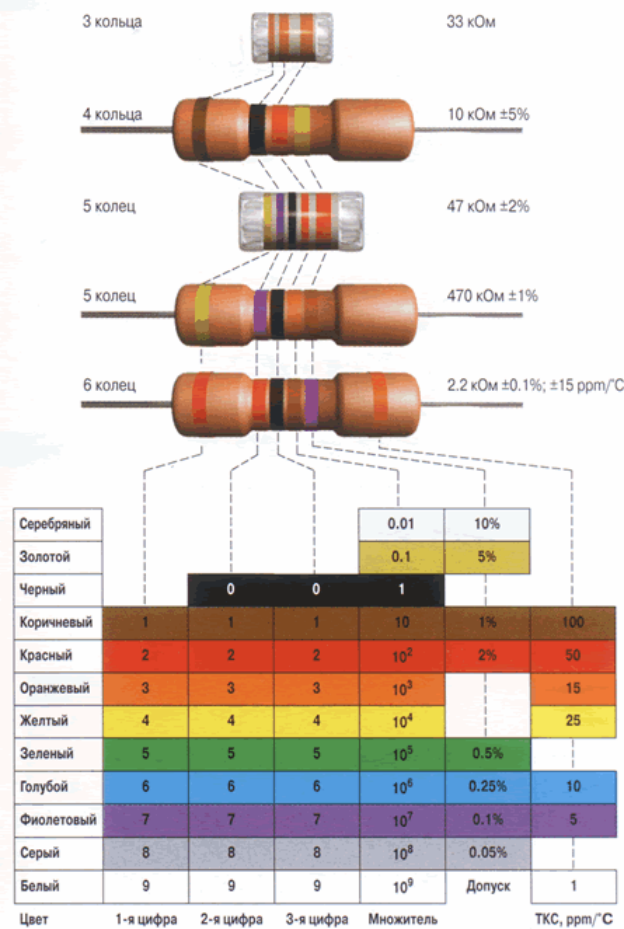 3 кольца 33 кОм
4 кольца 10 кОм ±5%
5 колец 47 кОм ±2%
5 колец 470 кОм ±1%
6 колец 2.2 кОм ±0.1%; ±15 ppm/°C
Серебряный 0.01 10%
Золотой 0.1 5%
Черный 0 0 1
Коричневый 1 1 1 10 1% 100
Красный 2 2 2 10² 2% 50
Оранжевый 3 3 3 10³ 15
Желтый 4 4 4 10⁴ 25
Зеленый 5 5 5 10⁵ 0.5%
Голубой 6 6 6 10⁶ 0.25% 10
Фиолетовый 7 7 7 10⁷ 0.1% 5
Серый 8 8 8 10⁸ 0.05%
Белый 9 9 9 10⁹ Допуск 1
Цвет 1-я цифра 2-я цифра 3-я цифра Множитель ТКС, ppm/°C